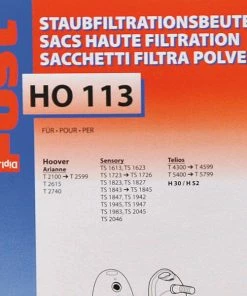 STAUBFILTRATIONSBEUTE
SACS HAUTE FILTRATION
SACCHETTI FILTRA POLVE
HO 113
FÜR • POUR • PER
Hoover
Arianne
T 2100 → T 2599
T 2615
T 2740
Sensory
TS 1613, TS 1623
TS 1723 → TS 1726
TS 1823, TS 1827
TS 1843 → TS 1845
TS 1847, TS 1942
TS 1945, TS 1947
TS 1983, TS 2045
TS 2046
Telios
T 4300 → T 4599
T 5400 → T 5799
H 30 / H 52